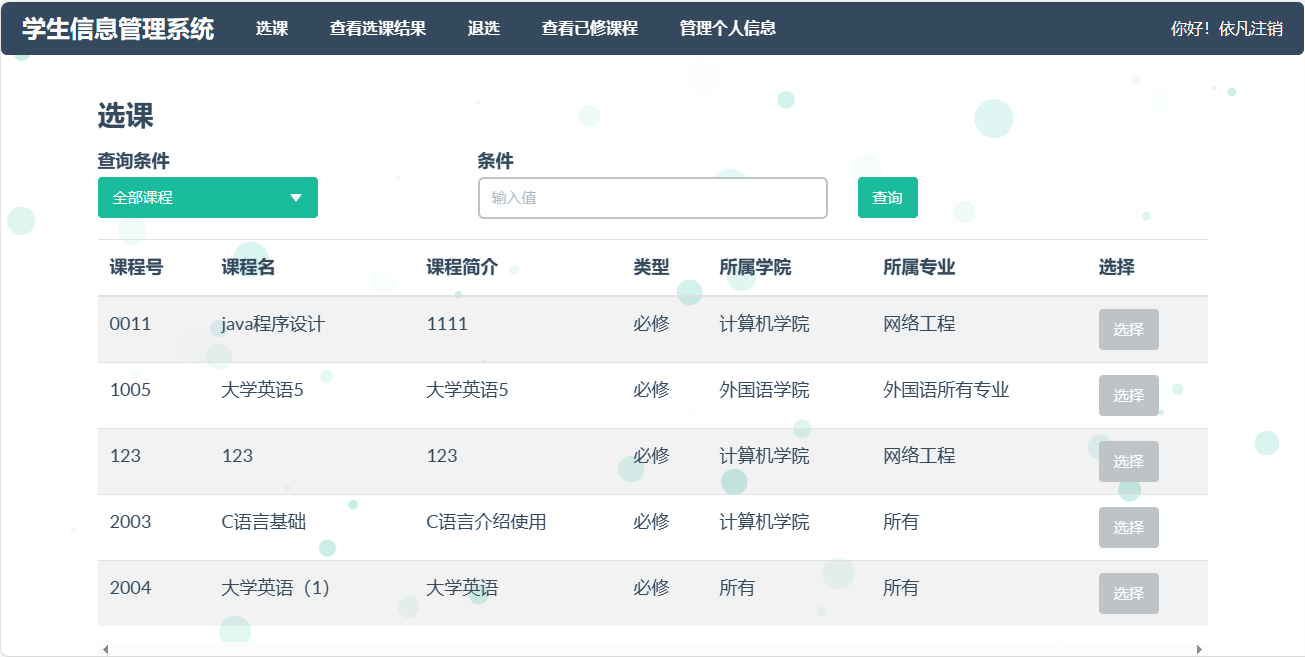 学生信息管理系统 选课 查看选课结果 退选 查看已修课程 管理个人信息 你好！依凡注销
选课
查询条件 条件
全部课程 输入值 查询
课程号 课程名 课程简介 类型 所属学院 所属专业 选择
0011 java程序设计 1111 必修 计算机学院 网络工程 选择
1005 大学英语5 大学英语5 必修 外国语学院 外国语所有专业 选择
123 123 123 必修 计算机学院 网络工程 选择
2003 C语言基础 C语言介绍使用 必修 计算机学院 所有 选择
2004 大学英语（1） 大学英语 必修 所有 所有 选择